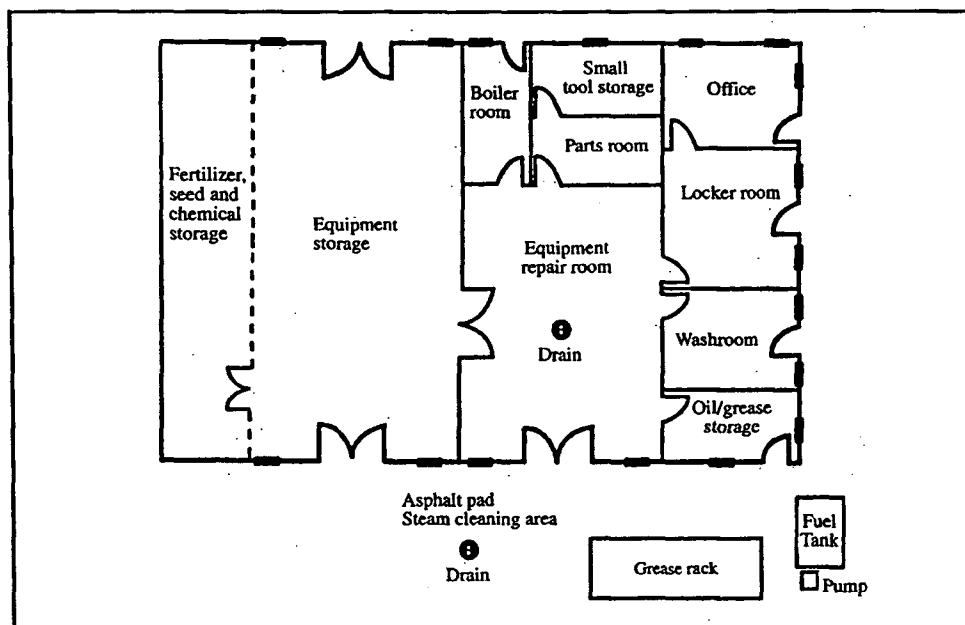 Boiler
room
Small
tool storage
Office
Parts room
Fertilizer,
seed and
chemical
storage
Equipment
storage
Equipment
repair room
Locker room
Drain
Washroom
Oil/grease
storage
Asphalt pad
Steam cleaning area
Drain
Grease rack
Fuel
Tank
Pump